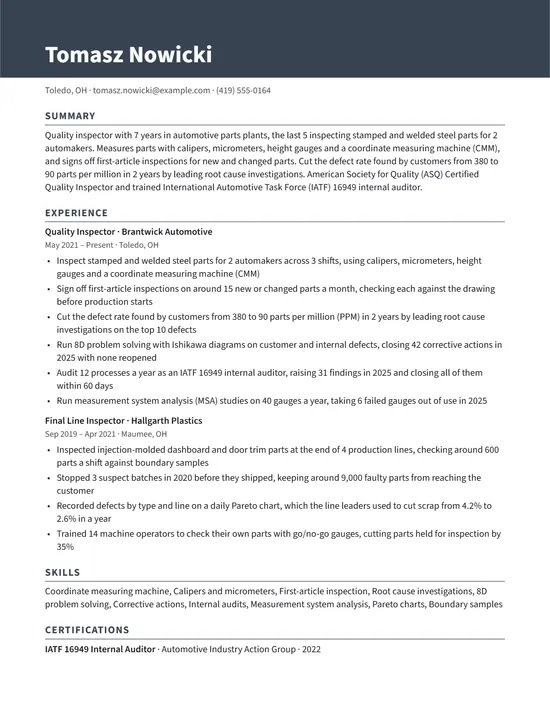 Tomasz Nowicki
Toledo, OH · tomasz.nowicki@example.com · (419) 555-0164
SUMMARY
Quality inspector with 7 years in automotive parts plants, the last 5 inspecting stamped and welded steel parts for 2
automakers. Measures parts with calipers, micrometers, height gauges and a coordinate measuring machine (CMM),
and signs off first-article inspections for new and changed parts. Cut the defect rate found by customers from 380 to
90 parts per million in 2 years by leading root cause investigations. American Society for Quality (ASQ) Certified
Quality Inspector and trained International Automotive Task Force (IATF) 16949 internal auditor.
EXPERIENCE
Quality Inspector · Brantwick Automotive
May 2021 – Present · Toledo, OH
• Inspect stamped and welded steel parts for 2 automakers across 3 shifts, using calipers, micrometers, height
gauges and a coordinate measuring machine (CMM)
• Sign off first-article inspections on around 15 new or changed parts a month, checking each against the drawing
before production starts
• Cut the defect rate found by customers from 380 to 90 parts per million (PPM) in 2 years by leading root cause
investigations on the top 10 defects
• Run 8D problem solving with Ishikawa diagrams on customer and internal defects, closing 42 corrective actions in
2025 with none reopened
• Audit 12 processes a year as an IATF 16949 internal auditor, raising 31 findings in 2025 and closing all of them
within 60 days
• Run measurement system analysis (MSA) studies on 40 gauges a year, taking 6 failed gauges out of use in 2025
Final Line Inspector · Hallgarth Plastics
Sep 2019 – Apr 2021 · Maumee, OH
• Inspected injection-molded dashboard and door trim parts at the end of 4 production lines, checking around 600
parts a shift against boundary samples
• Stopped 3 suspect batches in 2020 before they shipped, keeping around 9,000 faulty parts from reaching the
customer
• Recorded defects by type and line on a daily Pareto chart, which the line leaders used to cut scrap from 4.2% to
2.6% in a year
• Trained 14 machine operators to check their own parts with go/no-go gauges, cutting parts held for inspection by
35%
SKILLS
Coordinate measuring machine, Calipers and micrometers, First-article inspection, Root cause investigations, 8D
problem solving, Corrective actions, Internal audits, Measurement system analysis, Pareto charts, Boundary samples
CERTIFICATIONS
IATF 16949 Internal Auditor · Automotive Industry Action Group · 2022